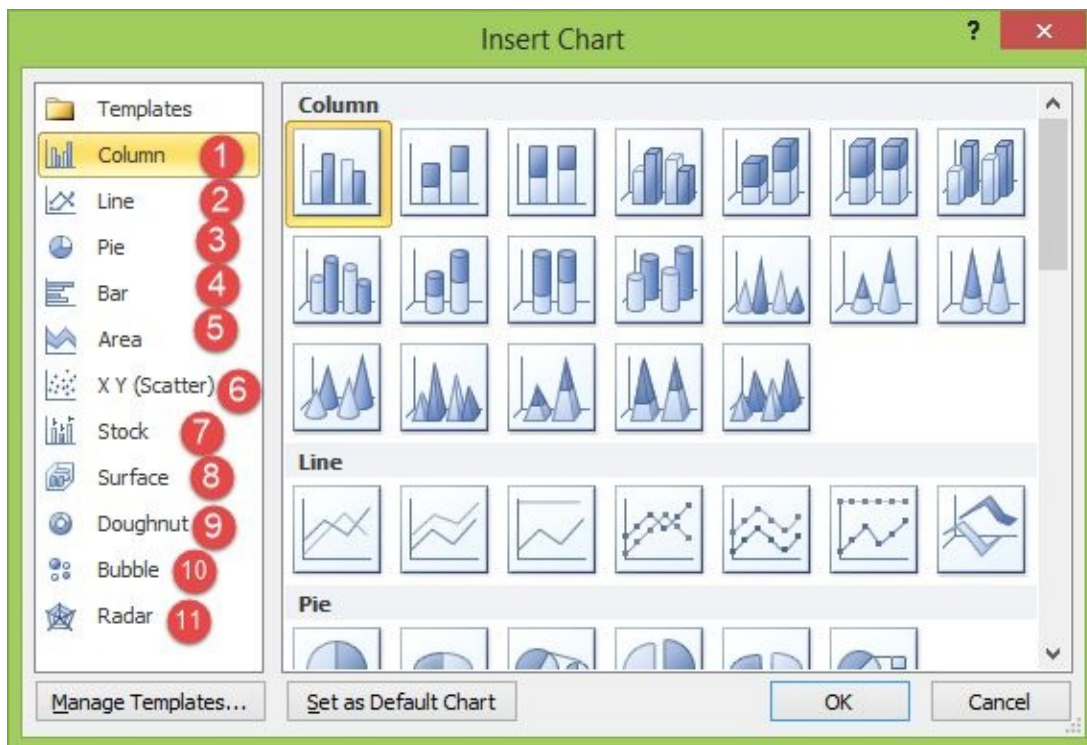 Insert Chart
?
×
Templates
Column 1
Line 2
Pie 3
Bar 4
Area 5
X Y (Scatter) 6
Stock 7
Surface 8
Doughnut 9
Bubble 10
Radar 11
Column
Line
Pie
Manage Templates...
Set as Default Chart
OK
Cancel